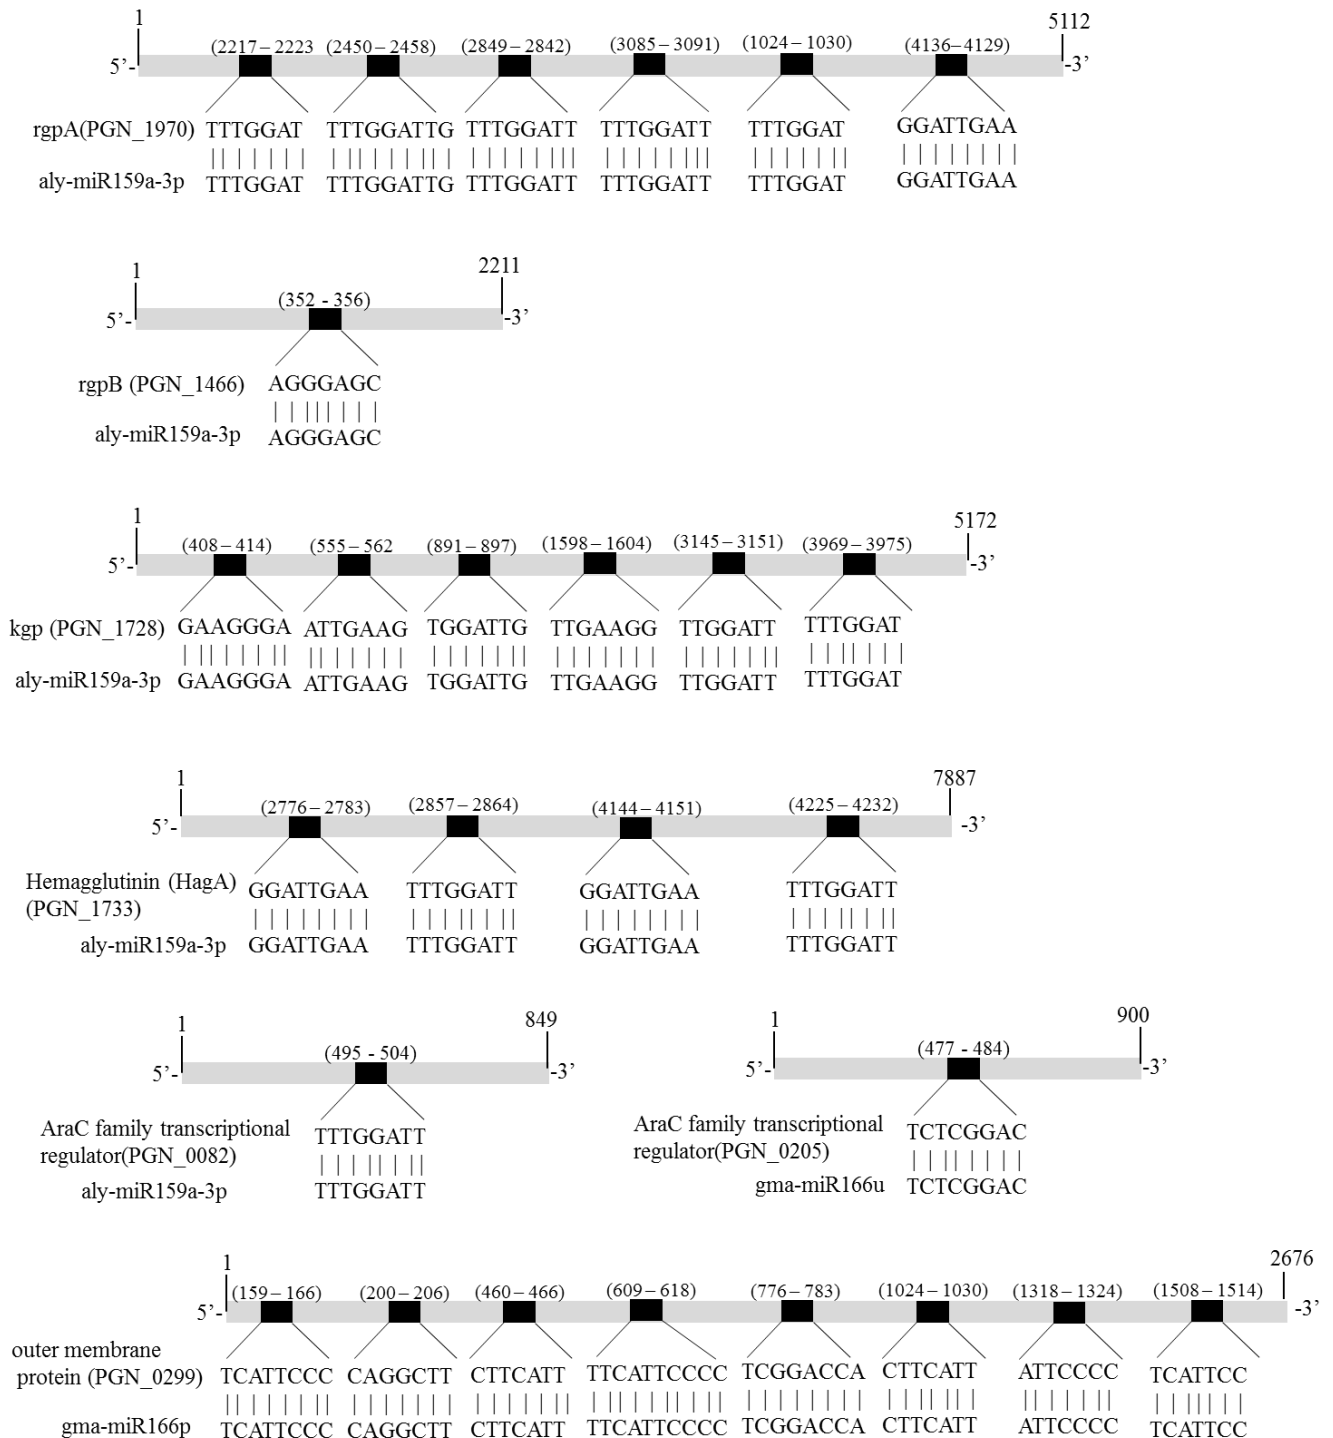 1 5112
(2217–2223 (2450–2458) (2849–2842) (3085–3091) (1024–1030) (4136–4129)
5’- -3’
rgpA(PGN_1970) TTTGGAT TTTGGATTG TTTGGATT TTTGGATT TTTGGAT GGATTGAA
aly-miR159a-3p TTTGGAT TTTGGATTG TTTGGATT TTTGGATT TTTGGAT GGATTGAA
1 2211
(352 - 356)
5’- -3’
rgpB (PGN_1466) AGGGAGC
aly-miR159a-3p AGGGAGC
1 5172
(408–414) (555–562 (891–897) (1598–1604) (3145–3151) (3969–3975)
5’- -3’
kgp (PGN_1728) GAAGGGA ATTGAAG TGGATTG TTGAAGG TTGGATT TTTGGAT
aly-miR159a-3p GAAGGGA ATTGAAG TGGATTG TTGAAGG TTGGATT TTTGGAT
1 7887
(2776–2783) (2857–2864) (4144–4151) (4225–4232)
5’- -3’
Hemagglutinin (HagA) GGATTGAA TTTGGATT GGATTGAA TTTGGATT
(PGN_1733)
aly-miR159a-3p GGATTGAA TTTGGATT GGATTGAA TTTGGATT
1 849
(495 - 504)
5’- -3’
AraC family transcriptional TTTGGATT
regulator(PGN_0082)
aly-miR159a-3p TTTGGATT
1 900
(477 - 484)
5’- -3’
AraC family transcriptional TCTCGGAC
regulator(PGN_0205)
gma-miR166u TCTCGGAC
1 2676
(159–166) (200–206) (460–466) (609–618) (776–783) (1024–1030) (1318–1324) (1508–1514)
5’- -3’
outer membrane
protein (PGN_0299) TCATTCCC CAGGCTT CTTCATT TTCATTCCCC TCGGACCA CTTCATT ATTCCCC TCATTCC
gma-miR166p TCATTCCC CAGGCTT CTTCATT TTCATTCCCC TCGGACCA CTTCATT ATTCCCC TCATTCC